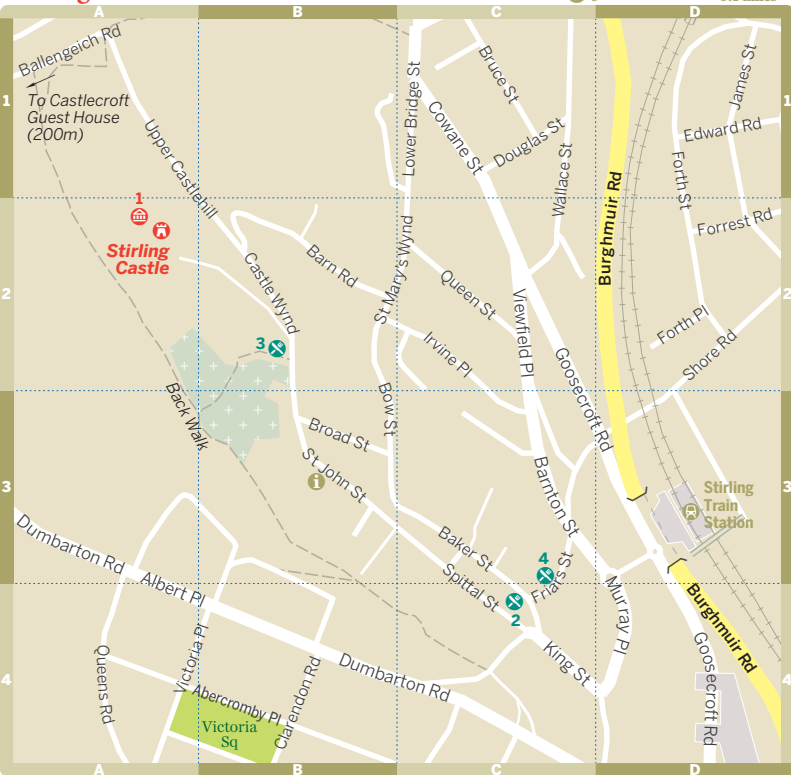 A
B
C
D
Ballengeich Rd
1
1
To Castlecroft
Guest House
(200m)
Upper Castlehill
Lower Bridge St
Cowane St
Bruce St
Douglas St
Wallace St
James St
Edward Rd
Forth St
Burghmuir Rd
Forrest Rd
1
Stirling
Castle
2
2
Castle Wynd
Barn Rd
St Mary's Wynd
Queen St
Viewfield Pl
Irvine Pl
Goosecroft Rd
Forth Pl
Shore Rd
3
Back Walk
Bow St
Broad St
St John St
i
3
3
Stirling
Train
Station
Barnton St
Baker St
Spittal St
4
Friars St
2
Dumbarton Rd
Albert Pl
Murray Pl
Burghmuir Rd
Goosecroft Rd
King St
4
4
Queens Rd
Victoria Pl
Abercromby Pl
Clarendon Rd
Dumbarton Rd
Victoria
Sq
A
B
C
D